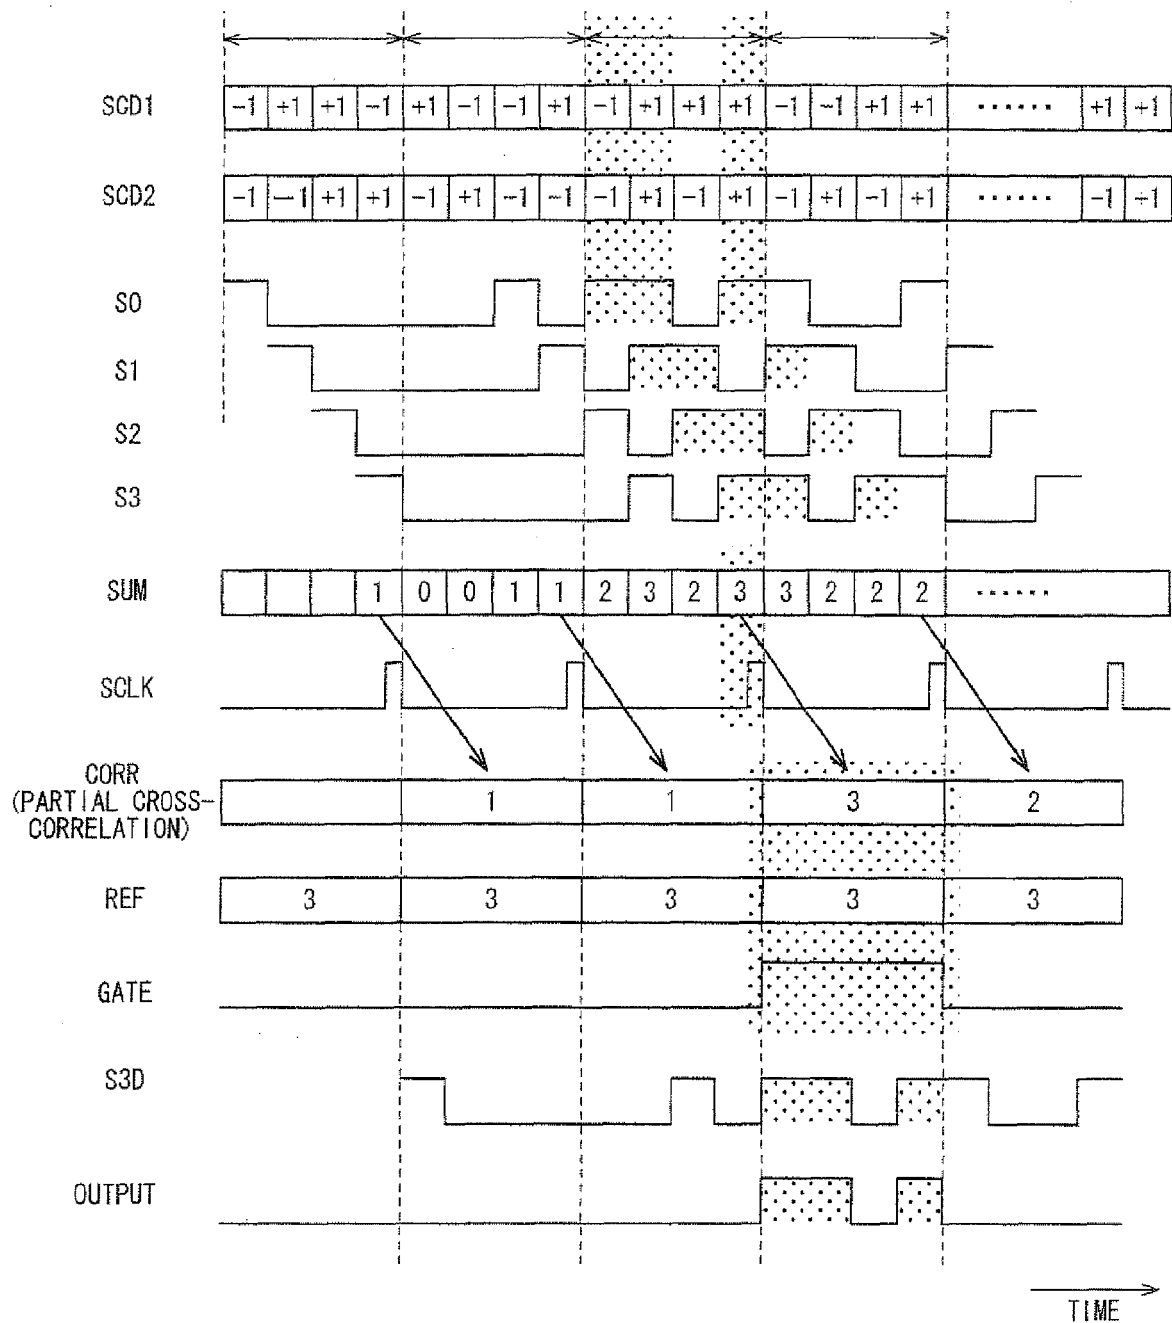 SCD1 -1 +1 +1 -1 +1 -1 -1 +1 -1 +1 +1 +1 -1 -1 +1 +1 ...... +1 +1
SCD2 -1 -1 +1 +1 -1 +1 -1 -1 -1 +1 -1 +1 -1 +1 -1 +1 ...... -1 +1
S0
S1
S2
S3
SUM 1 0 0 1 1 2 3 2 3 3 2 2 2 ......
SCLK
CORR
(PARTIAL CROSS-
CORRELATION) 1 1 3 2
REF 3 3 3 3 3
GATE
S3D
OUTPUT
TIME